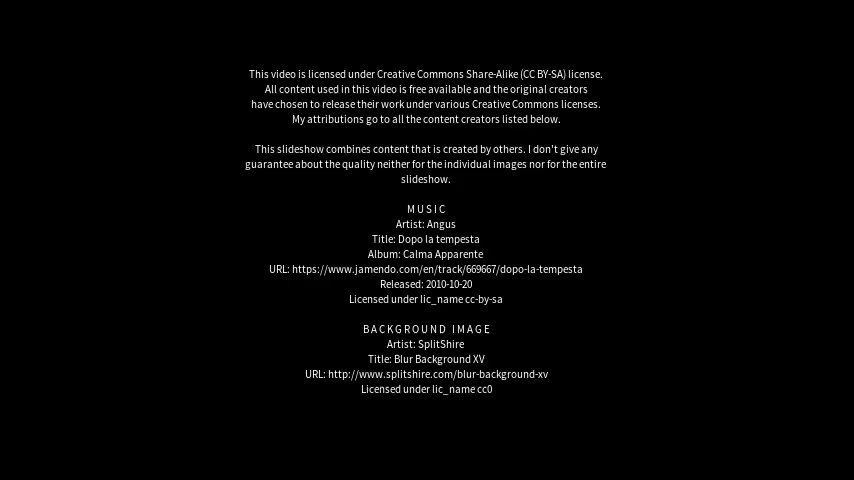 This video is licensed under Creative Commons Share-Alike (CC BY-SA) license.
All content used in this video is free available and the original creators
have chosen to release their work under various Creative Commons licenses.
My attributions go to all the content creators listed below.
This slideshow combines content that is created by others. I don't give any
guarantee about the quality neither for the individual images nor for the entire
slideshow.
MUSIC
Artist: Angus
Title: Dopo la tempesta
Album: Calma Apparente
URL: https://www.jamendo.com/en/track/669667/dopo-la-tempesta
Released: 2010-10-20
Licensed under lic_name cc-by-sa
BACKGROUND IMAGE
Artist: SplitShire
Title: Blur Background XV
URL: http://www.splitshire.com/blur-background-xv
Licensed under lic_name cc0